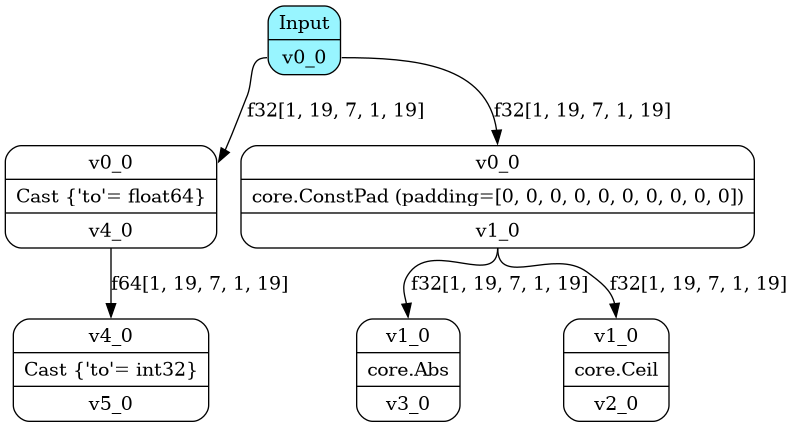 Input
v0_0
f32[1, 19, 7, 1, 19]
f32[1, 19, 7, 1, 19]
v0_0
Cast {'to'= float64}
v4_0
v0_0
core.ConstPad (padding=[0, 0, 0, 0, 0, 0, 0, 0, 0, 0])
v1_0
f64[1, 19, 7, 1, 19]
f32[1, 19, 7, 1, 19]
f32[1, 19, 7, 1, 19]
v4_0
Cast {'to'= int32}
v5_0
v1_0
core.Abs
v3_0
v1_0
core.Ceil
v2_0